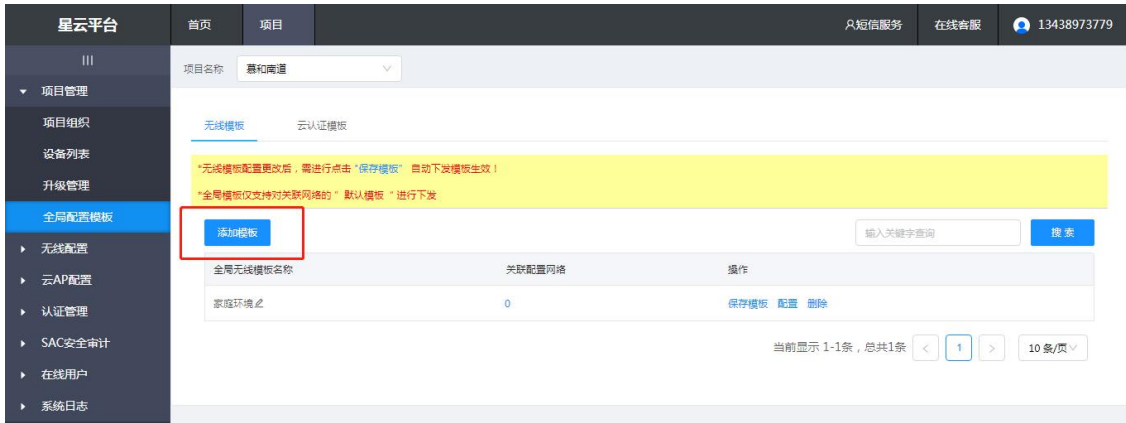 星云平台 首页 项目 短信服务 在线客服 13438973779
项目名称 慕和南道
项目管理
项目组织
无线模板 云认证模板
设备列表
*无线模板配置更改后，需进行点击 "保存模板" 自动下发模板生效！
升级管理
*全局模板仅支持对关联网络的 " 默认模板 " 进行下发
全局配置模板
添加模板 输入关键字查询 搜 索
无线配置
全局无线模板名称 关联配置网络 操作
云AP配置
家庭环境 0 保存模板 配置 删除
认证管理
SAC安全审计
当前显示 1-1条，总共1条 < 1 > 10 条/页
在线用户
系统日志